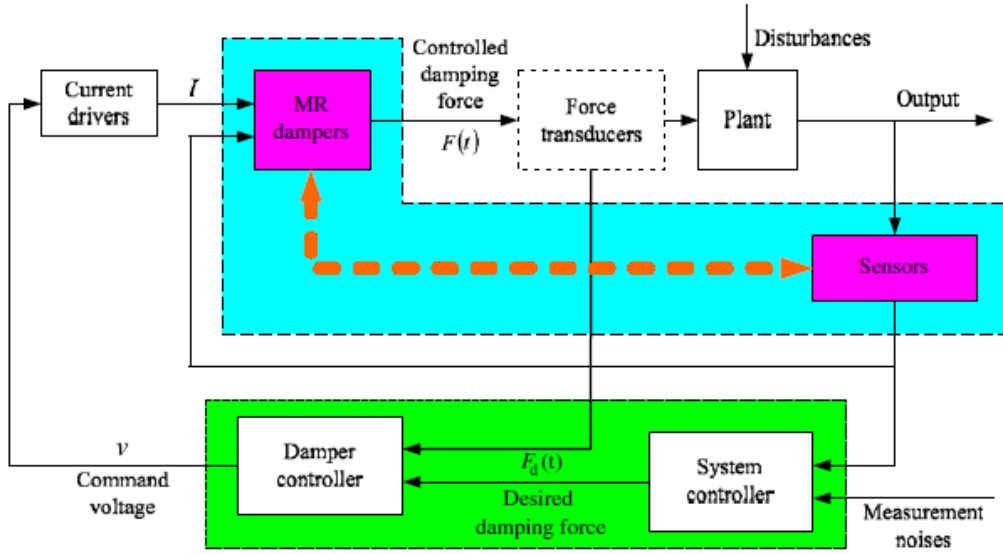 Disturbances
Controlled
damping
force
F(t)
Current
drivers
I
MR
dampers
Force
transducers
Plant
Output
Sensors
Damper
controller
F_d(t)
Desired
damping force
System
controller
v
Command
voltage
Measurement
noises